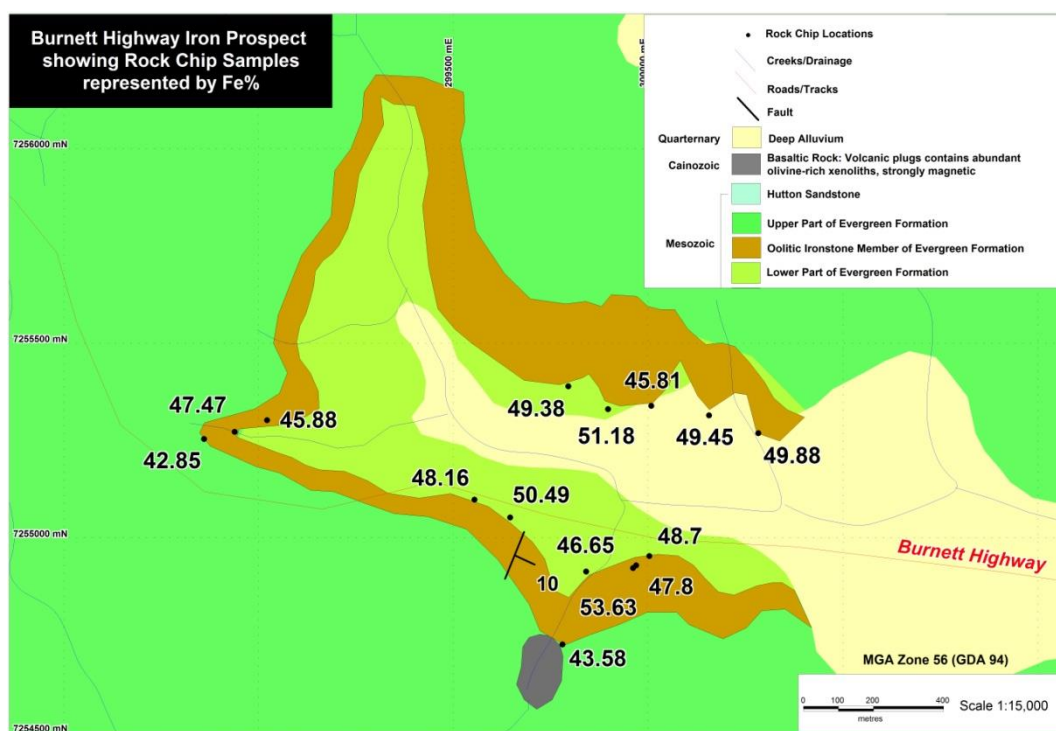 Burnett Highway Iron Prospect
showing Rock Chip Samples
represented by Fe%
299500 mE
300000 mE
Rock Chip Locations
Creeks/Drainage
Roads/Tracks
Fault
Quarternary
Deep Alluvium
Cainozoic
Basaltic Rock: Volcanic plugs contains abundant
olivine-rich xenoliths, strongly magnetic
Hutton Sandstone
Upper Part of Evergreen Formation
Mesozoic
Oolitic Ironstone Member of Evergreen Formation
Lower Part of Evergreen Formation
7256000 mN
7255500 mN
45.81
47.47
45.88
49.38
51.18
49.45
49.88
42.85
48.16
50.49
7255000 mN
46.65
48.7
Burnett Highway
10
53.63
47.8
43.58
MGA Zone 56 (GDA 94)
0 100 200 400
metres
Scale 1:15,000
7254500 mN